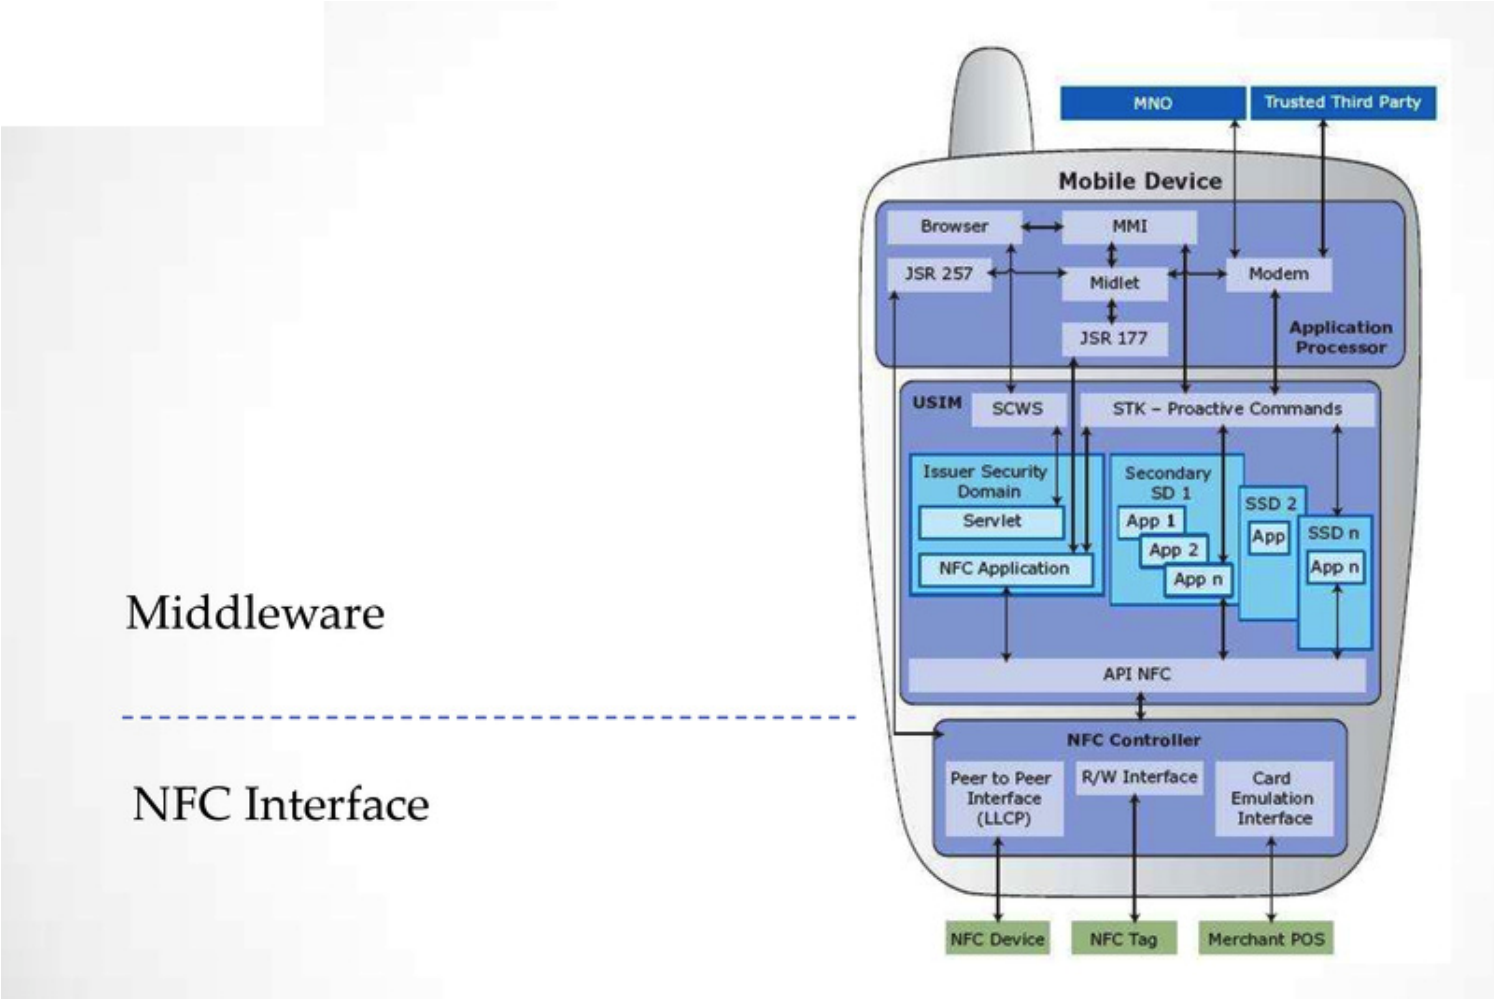 MNO
Trusted Third Party
Mobile Device
Browser
MMI
JSR 257
Midlet
Modem
JSR 177
Application
Processor
USIM
SCWS
STK – Proactive Commands
Issuer Security
Domain
Servlet
NFC Application
Secondary
SD 1
App 1
App 2
App n
SSD 2
App
SSD n
App n
Middleware
API NFC
NFC Controller
NFC Interface
Peer to Peer
Interface
(LLCP)
R/W Interface
Card
Emulation
Interface
NFC Device
NFC Tag
Merchant POS